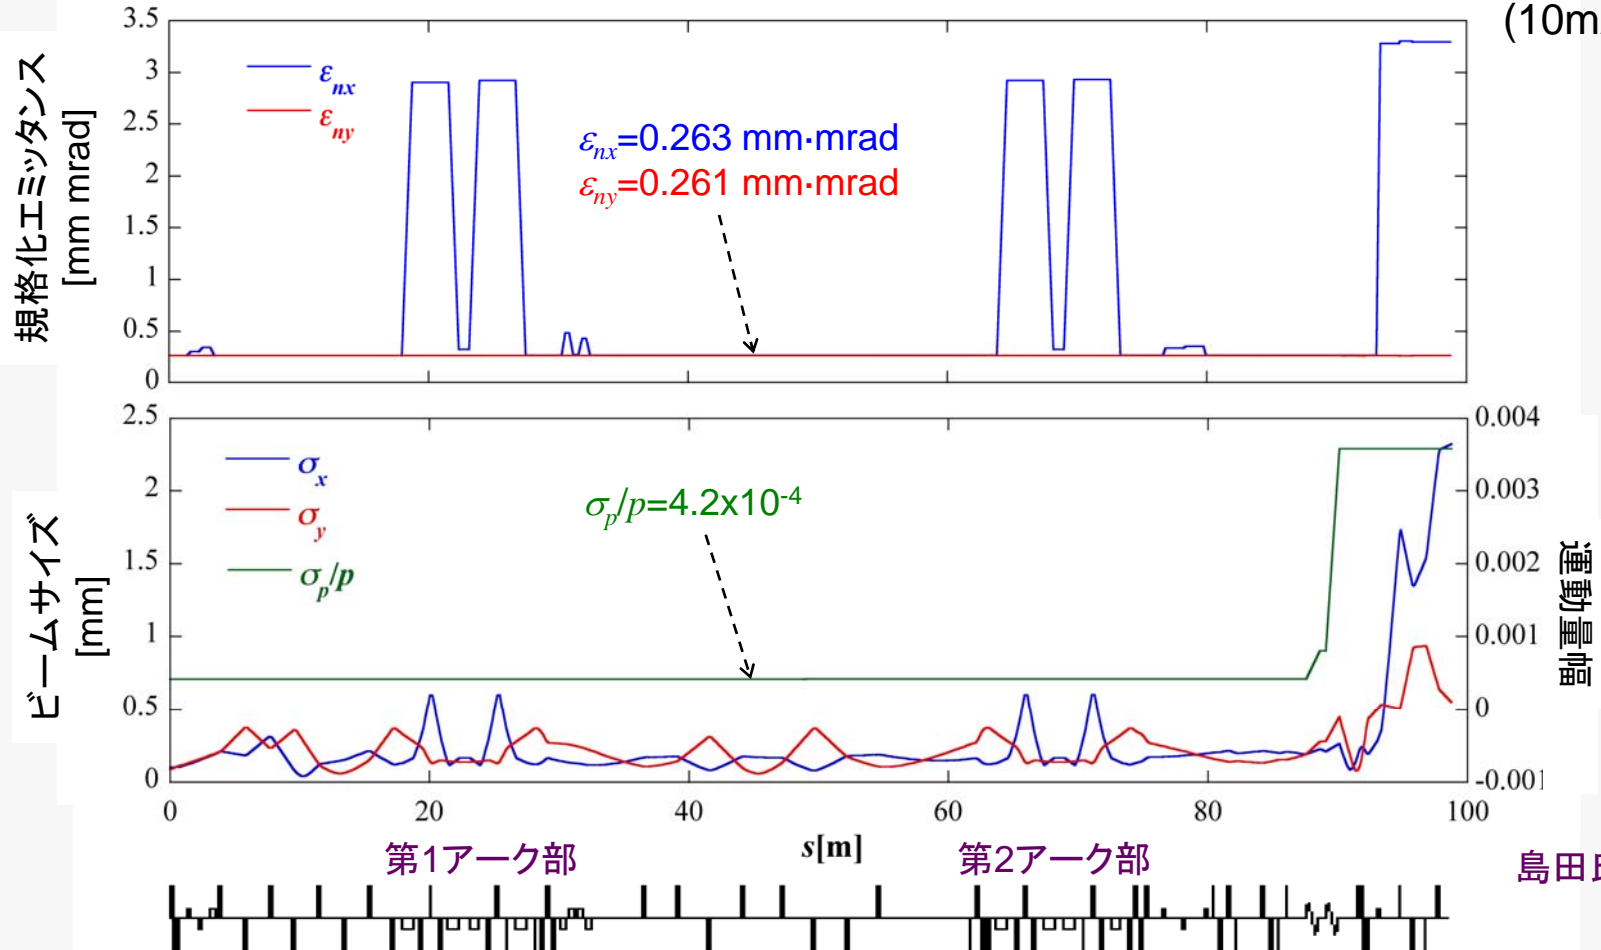 (10m
規格化エミッタンス
[mm mrad]
3.5
3
2.5
2
1.5
1
0.5
0
εnx
εny
εnx=0.263 mm·mrad
εny=0.261 mm·mrad
ビームサイズ
[mm]
2.5
2
1.5
1
0.5
0
σx
σy
σp/p
σp/p=4.2x10-4
0.004
0.003
0.002
0.001
0
-0.001
運動量幅
0 20 40 60 80 100
s[m]
第1アーク部 第2アーク部
島田